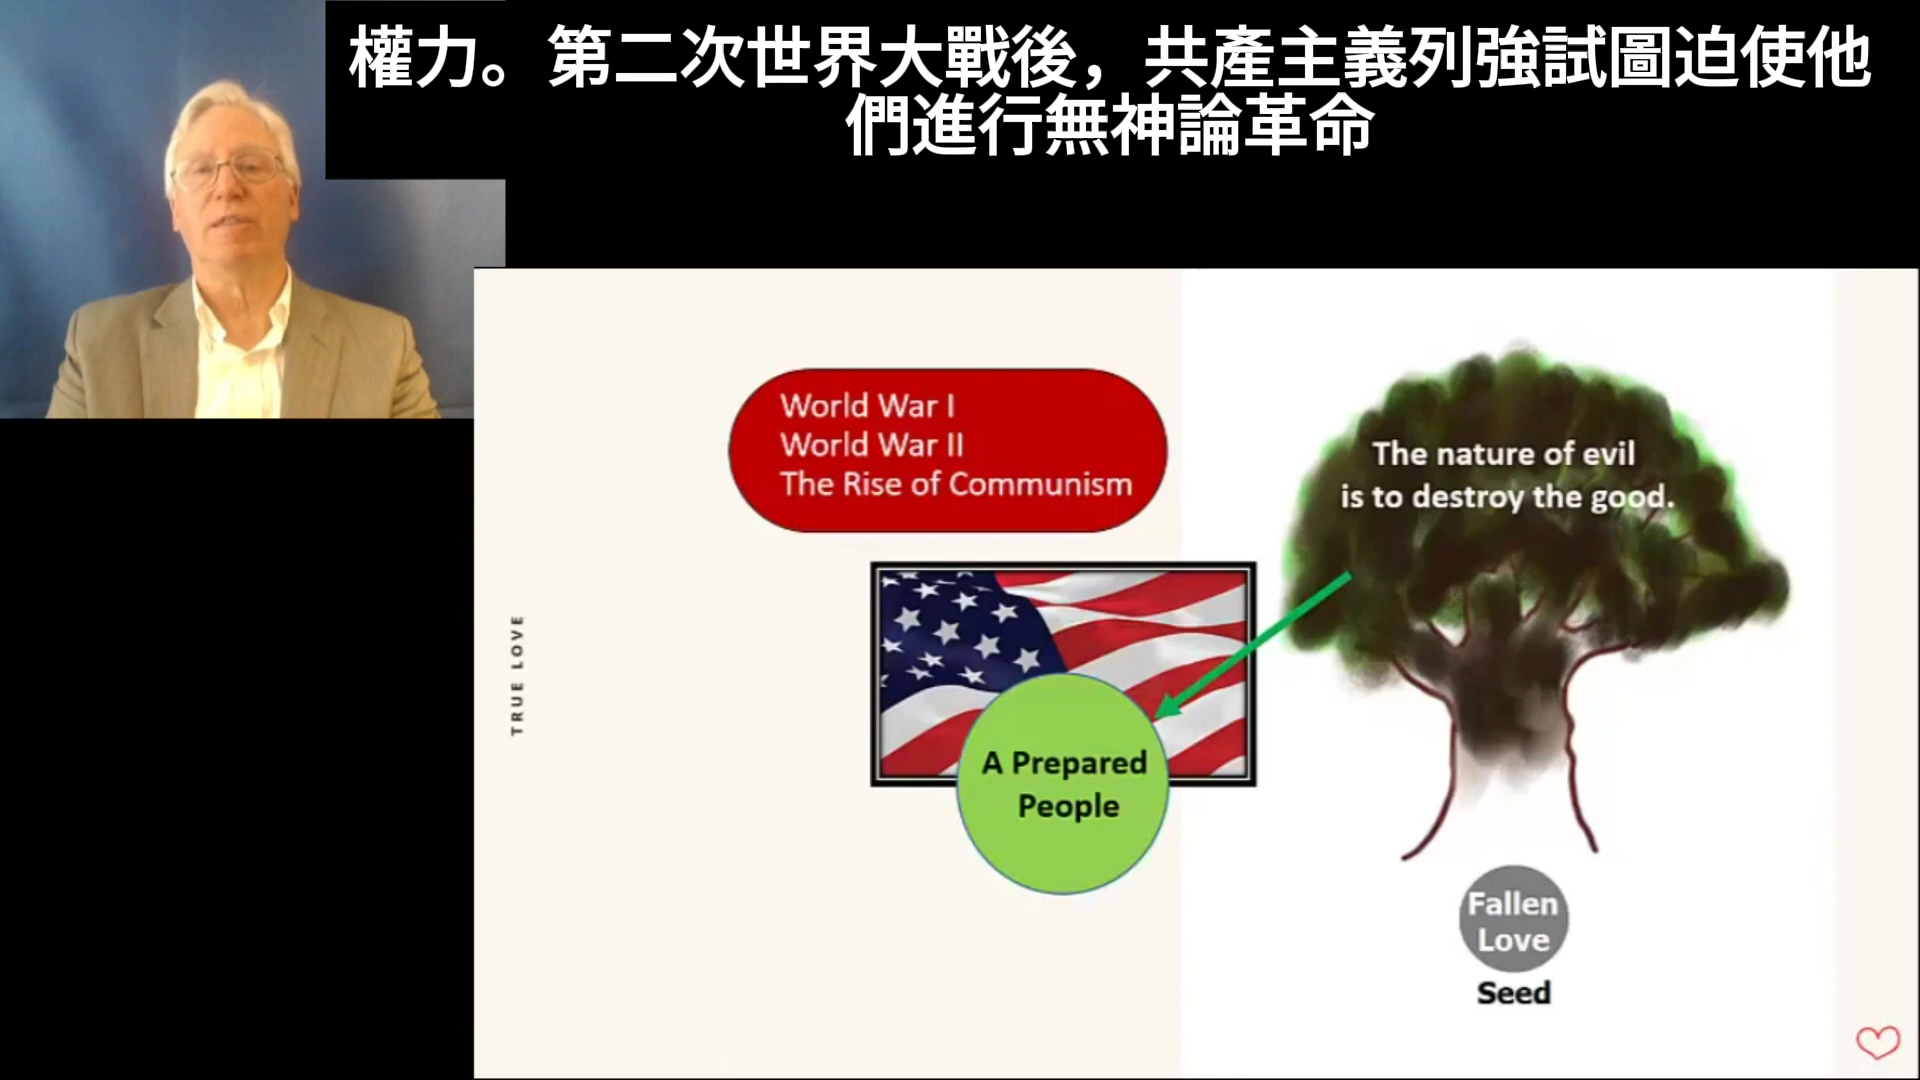 權力。第二次世界大戰後，共產主義列強試圖迫使他
們進行無神論革命
World War I
World War II
The Rise of Communism
The nature of evil
is to destroy the good.
TRUE LOVE
A Prepared
People
Fallen
Love
Seed